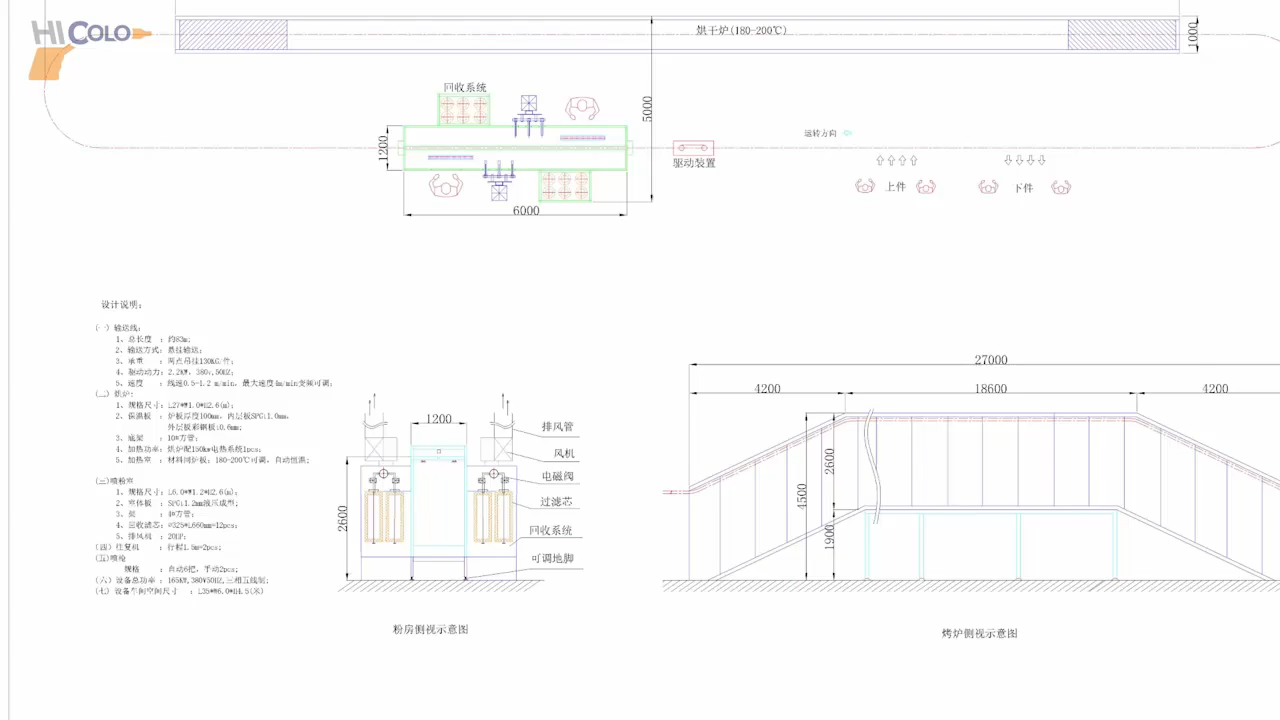 HICOLO
烘干炉(180-200℃)
1000
回收系统
5000
1200
驱动装置
运转方向
上件
下件
6000
设计说明:
(一) 输送线:
1、总长度 : 约83m;
2、输送方式: 悬挂输送;
3、承重 : 两点吊挂130KG/件;
4、驱动动力: 2.2KW、380v,50HZ;
5、速度 : 线速0.5-1.2 m/min、最大速度4m/min变频可调;
(二) 烘炉:
1、规格尺寸: L27*W1.0*H2.6(m);
2、保温板 : 炉板厚度100mm、内层板SPC:1.0mm、
外层板彩钢板:0.6mm;
3、底架 : 10#方管;
4、加热功率: 烘炉配150kw电热系统1pcs;
5、加热室 : 材料同炉板; 180-200℃可调, 自动恒温;
(三) 喷粉室
1、规格尺寸: L6.0*W1.2*H2.6(m);
2、室体板 : SPC:1.2mm液压成型;
3、架 : 4#方管;
4、回收滤芯: ∅325*L660mm=12pcs;
5、排风机 : 20HP;
(四) 往复机 : 行程1.5m=2pcs;
(五) 喷枪
规格 : 自动6把, 手动2pcs;
(六) 设备总功率 : 165KW,380V50HZ,三相五线制;
(七) 设备车间空间尺寸 : L35*W6.0*H4.5(米)
1200
2600
排风管
风机
电磁阀
过滤芯
回收系统
可调地脚
粉房侧视示意图
27000
4200
18600
4200
2600
4500
1900
烤炉侧视示意图